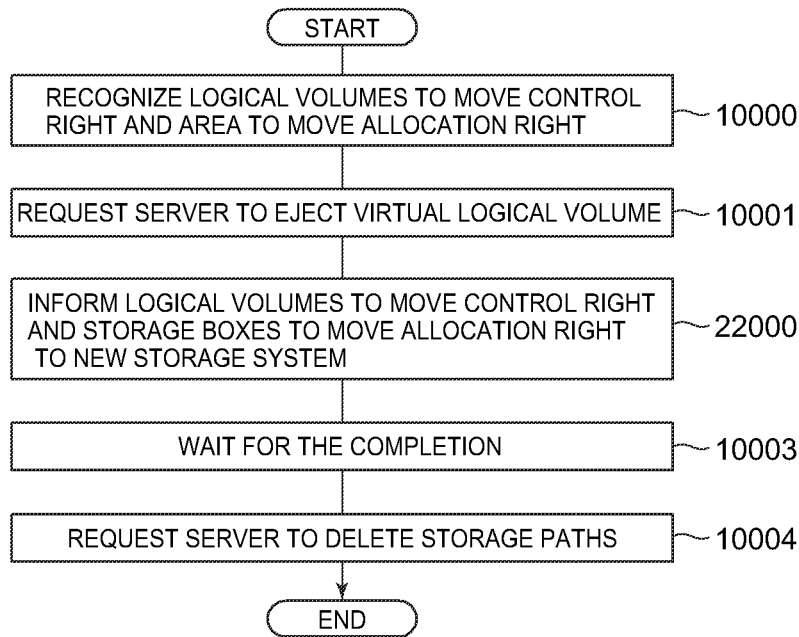 START
RECOGNIZE LOGICAL VOLUMES TO MOVE CONTROL
RIGHT AND AREA TO MOVE ALLOCATION RIGHT
10000
REQUEST SERVER TO EJECT VIRTUAL LOGICAL VOLUME
10001
INFORM LOGICAL VOLUMES TO MOVE CONTROL RIGHT
AND STORAGE BOXES TO MOVE ALLOCATION RIGHT
TO NEW STORAGE SYSTEM
22000
WAIT FOR THE COMPLETION
10003
REQUEST SERVER TO DELETE STORAGE PATHS
10004
END